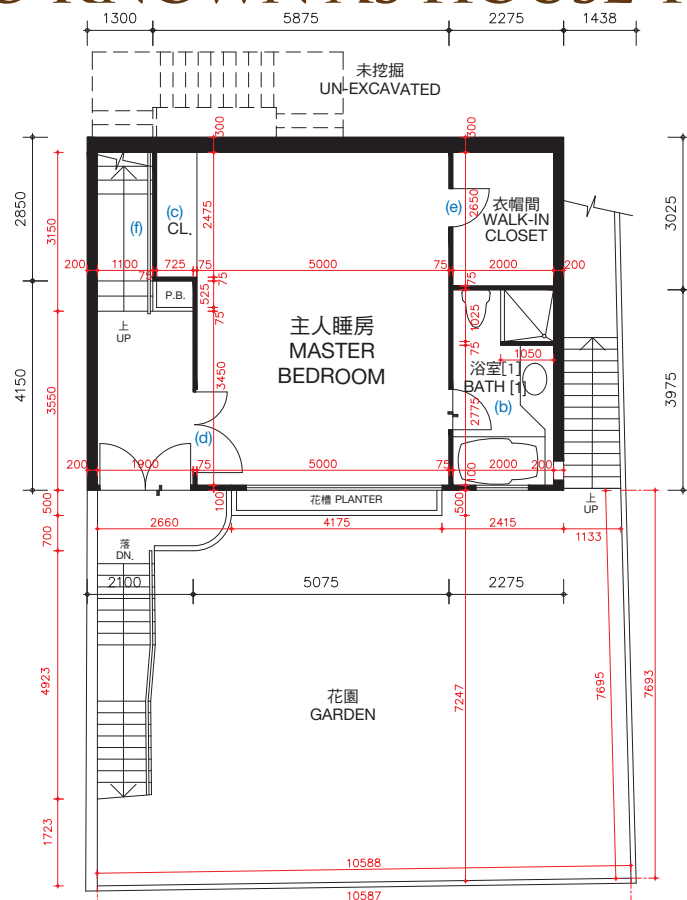 KNOWN AS HOUSE
1300 5875 2275 1438
未挖掘
UN-EXCAVATED
300 300
2850
3150
(f)
(c)
CL.
2475
(e)
2650
衣帽間
WALK-IN
CLOSET
3025
200 1100 725 75 5000 75 2000 200
75 75
P.B.
525
75
上
UP
主人睡房
MASTER
BEDROOM
1025
75
1050
浴室[1]
BATH [1]
(b)
2775
4150
3550
3450
3975
(d)
200 1900 75 5000 75 2000 200
100 100
花槽 PLANTER
500 500
上
UP
700
2660 4175 2415 1133
落
DN.
2100 5075 2275
4923
7247
7695
7693
花園
GARDEN
1723
10588
10587